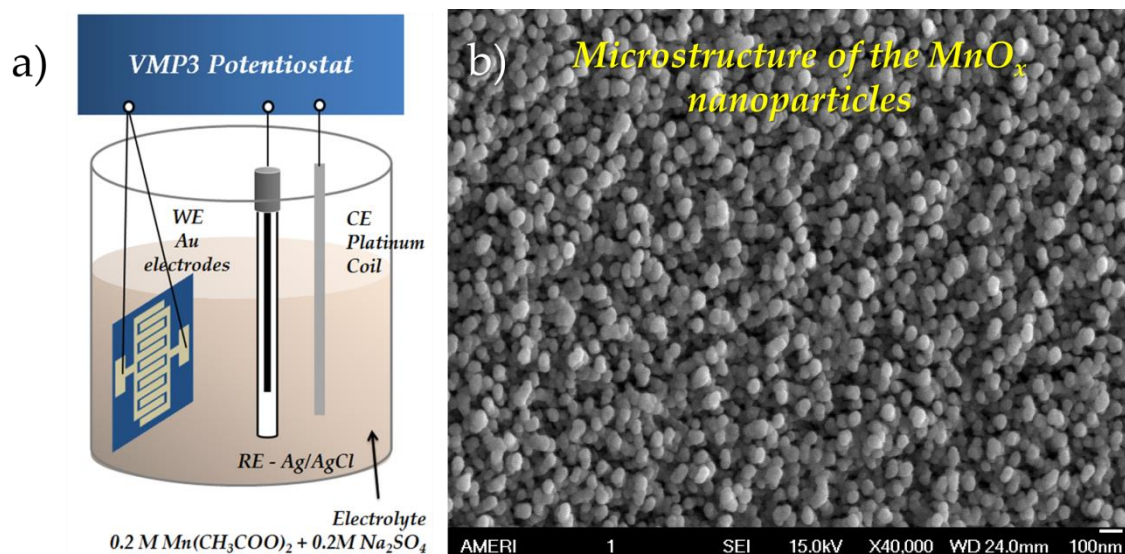 a)
VMP3 Potentiostat
WE
Au
electrodes
CE
Platinum
Coil
RE - Ag/AgCl
Electrolyte
0.2 M Mn(CH₃COO)₂ + 0.2M Na₂SO₄
b)
Microstructure of the MnOₓ
nanoparticles
AMERI 1 SEI 15.0kV X40,000 WD 24.0mm 100nm